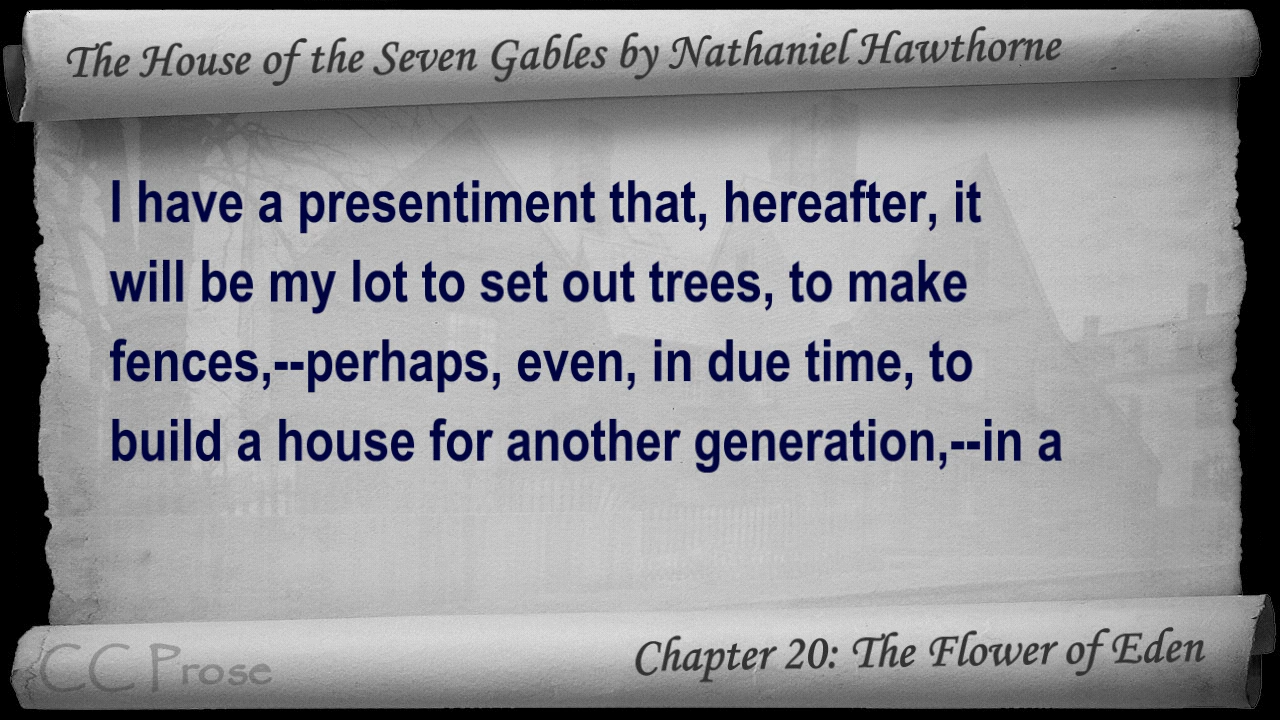 The House of the Seven Gables by Nathaniel Hawthorne
I have a presentiment that, hereafter, it
will be my lot to set out trees, to make
fences,--perhaps, even, in due time, to
build a house for another generation,--in a
CC Prose
Chapter 20: The Flower of Eden